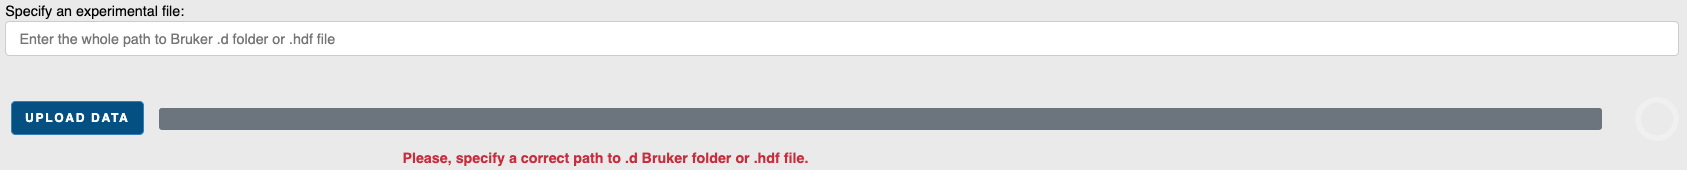 Specify an experimental file:
Enter the whole path to Bruker .d folder or .hdf file
UPLOAD DATA
Please, specify a correct path to .d Bruker folder or .hdf file.